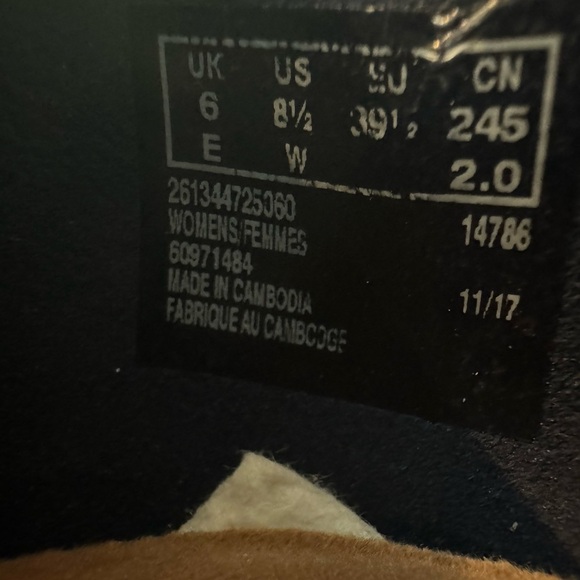 UK US EU CN
6 8½ 39½ 245
E W 2.0
261344725060
WOMENS/FEMMES 14786
60971484
MADE IN CAMBODIA 11/17
FABRIQUE AU CAMBODGE